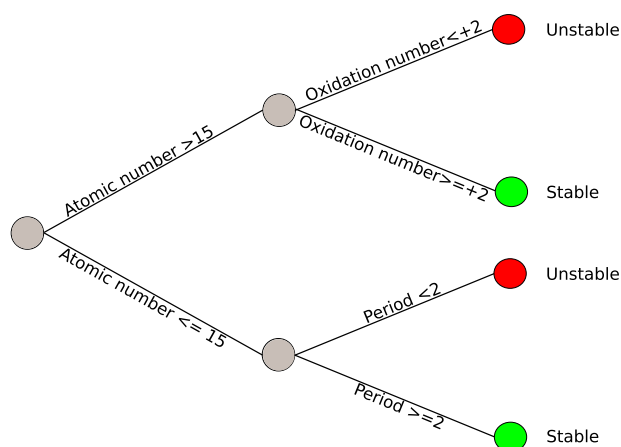 Oxidation number<+2
Unstable
Atomic number >15
Oxidation number>=+2
Stable
Atomic number <= 15
Period <2
Unstable
Period >=2
Stable